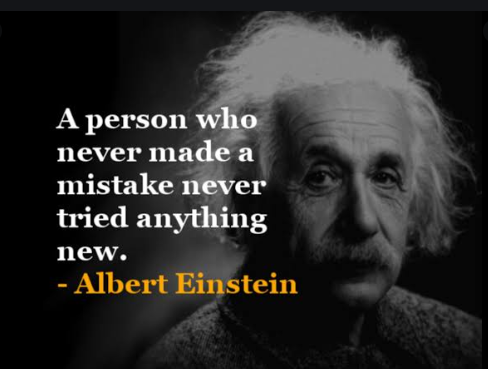 A person who
never made a
mistake never
tried anything
new.
- Albert Einstein